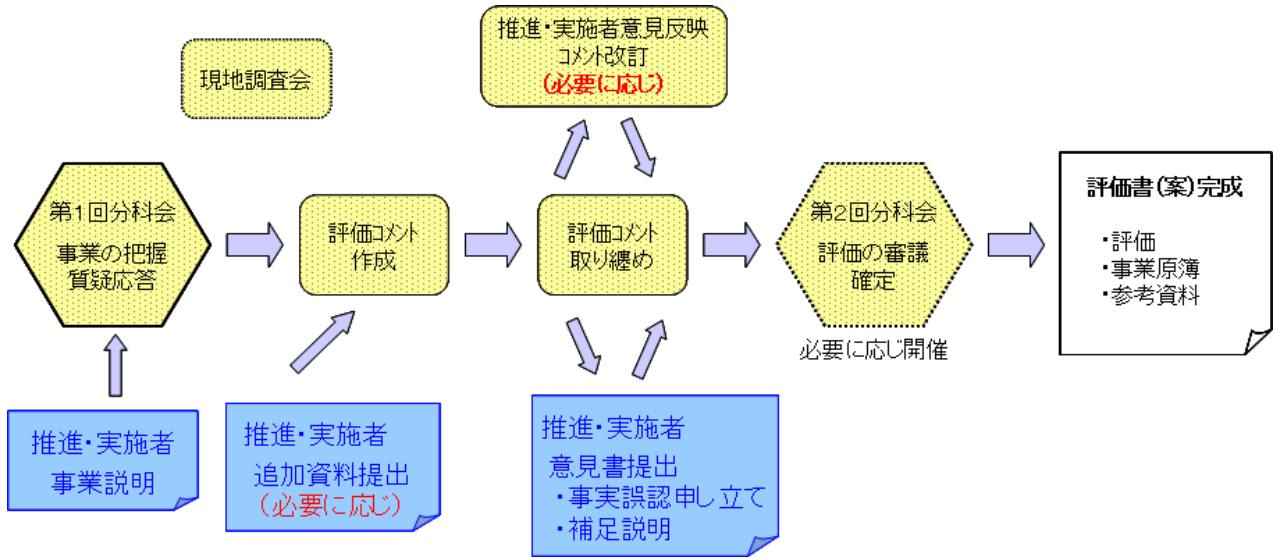 推進・実施者意見反映
コメント改訂
(必要に応じ)
現地調査会
第1回分科会
事業の把握
質疑応答
評価コメント
作成
評価コメント
取り纏め
第2回分科会
評価の審議
確定
必要に応じ開催
評価書(案)完成
・評価
・事業原簿
・参考資料
推進・実施者
事業説明
推進・実施者
追加資料提出
(必要に応じ)
推進・実施者
意見書提出
・事実誤認申し立て
・補足説明